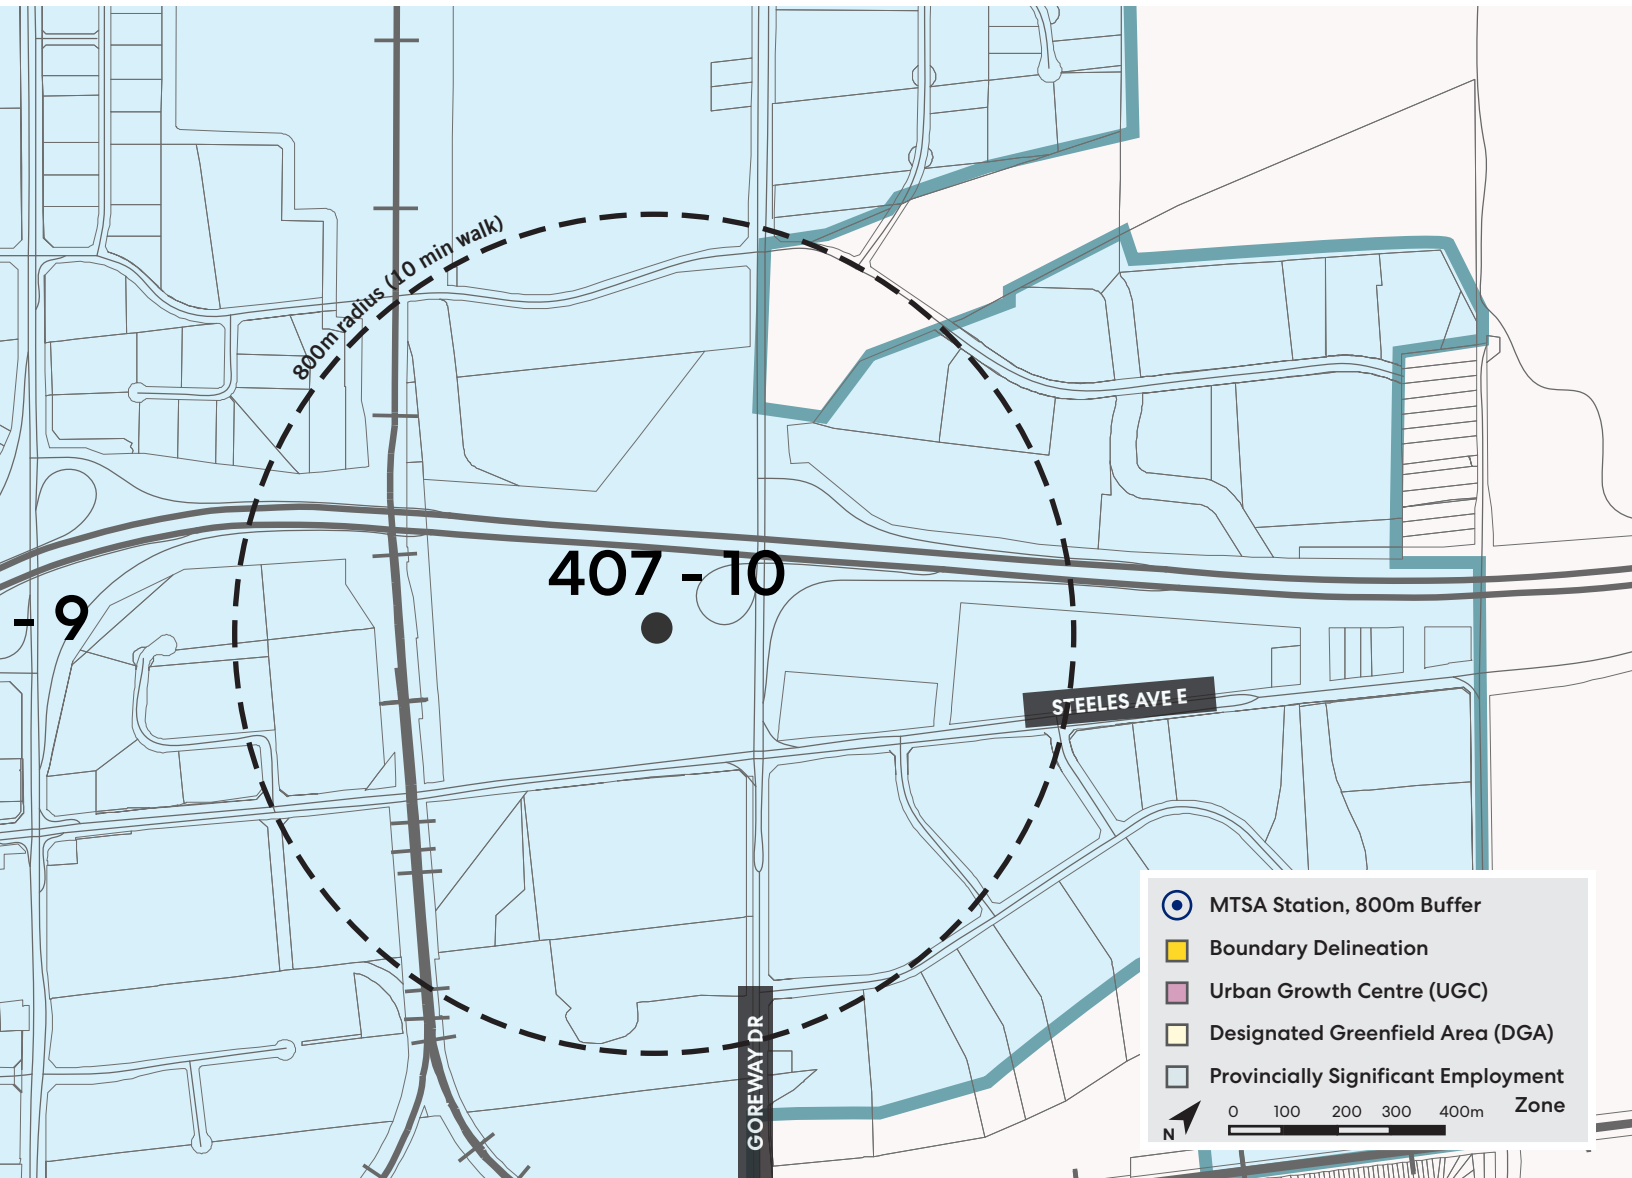 800m radius (10 min walk)
407 - 10
- 9
STEELES AVE E
GOREWAY DR
MTSA Station, 800m Buffer
Boundary Delineation
Urban Growth Centre (UGC)
Designated Greenfield Area (DGA)
Provincially Significant Employment
Zone
0 100 200 300 400m
N